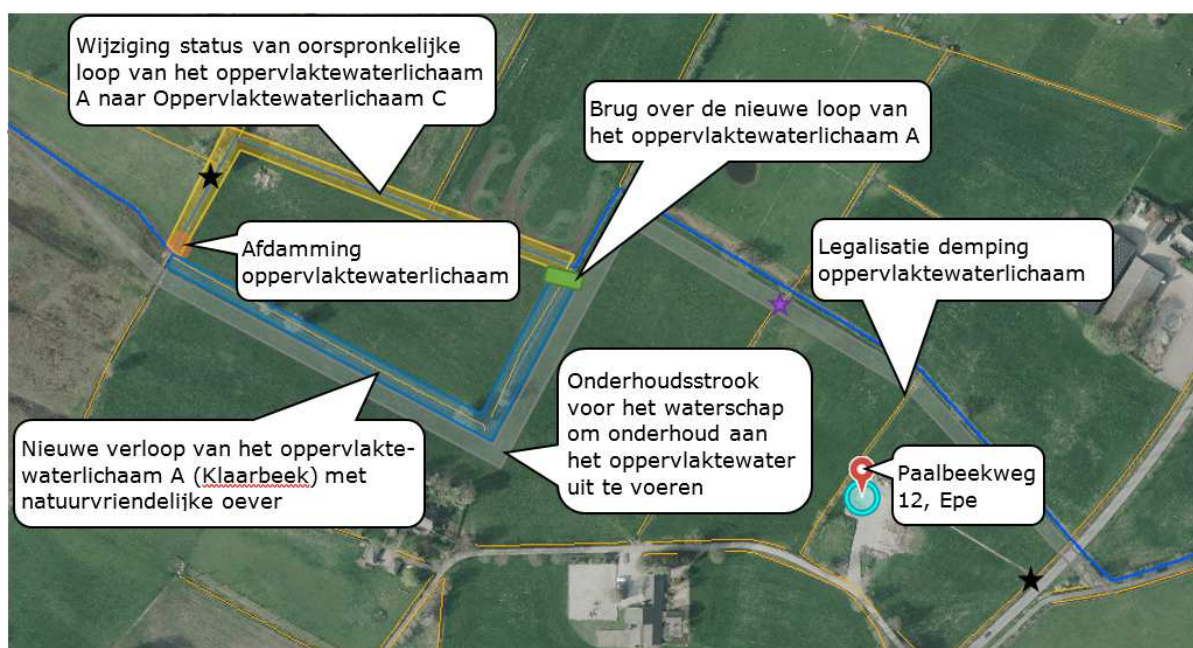 Wijziging status van oorspronkelijke
loop van het oppervlaktewaterlichaam
A naar Oppervlaktewaterlichaam C
Brug over de nieuwe loop van
het oppervlaktewaterlichaam A
Afdamming
oppervlaktewaterlichaam
Legalisatie demping
oppervlaktewaterlichaam
Onderhoudsstrook
voor het waterschap
om onderhoud aan
het oppervlaktewater
uit te voeren
Nieuwe verloop van het oppervlakte-
waterlichaam A (Klaarbeek) met
natuurvriendelijke oever
Paalbeekweg
12, Epe